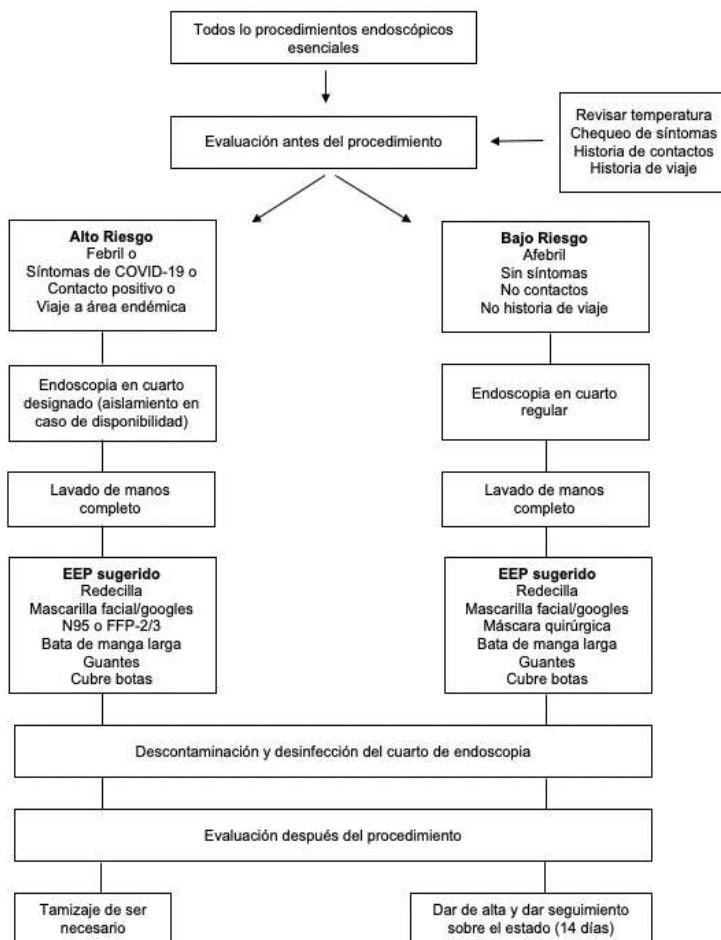 Todos lo procedimientos endoscópicos
esenciales
Evaluación antes del procedimiento
Revisar temperatura
Chequeo de síntomas
Historia de contactos
Historia de viaje
Alto Riesgo
Febril o
Síntomas de COVID-19 o
Contacto positivo o
Viaje a área endémica
Bajo Riesgo
Afebril
Sin síntomas
No contactos
No historia de viaje
Endoscopia en cuarto
designado (aislamiento en
caso de disponibilidad)
Endoscopia en cuarto
regular
Lavado de manos
completo
Lavado de manos
completo
EEP sugerido
Redecilla
Mascarilla facial/googles
N95 o FFP-2/3
Bata de manga larga
Guantes
Cubre botas
EEP sugerido
Redecilla
Mascarilla facial/googles
Máscara quirúrgica
Bata de manga larga
Guantes
Cubre botas
Descontaminación y desinfección del cuarto de endoscopia
Evaluación después del procedimiento
Tamizaje de ser
necesario
Dar de alta y dar seguimiento
sobre el estado (14 días)